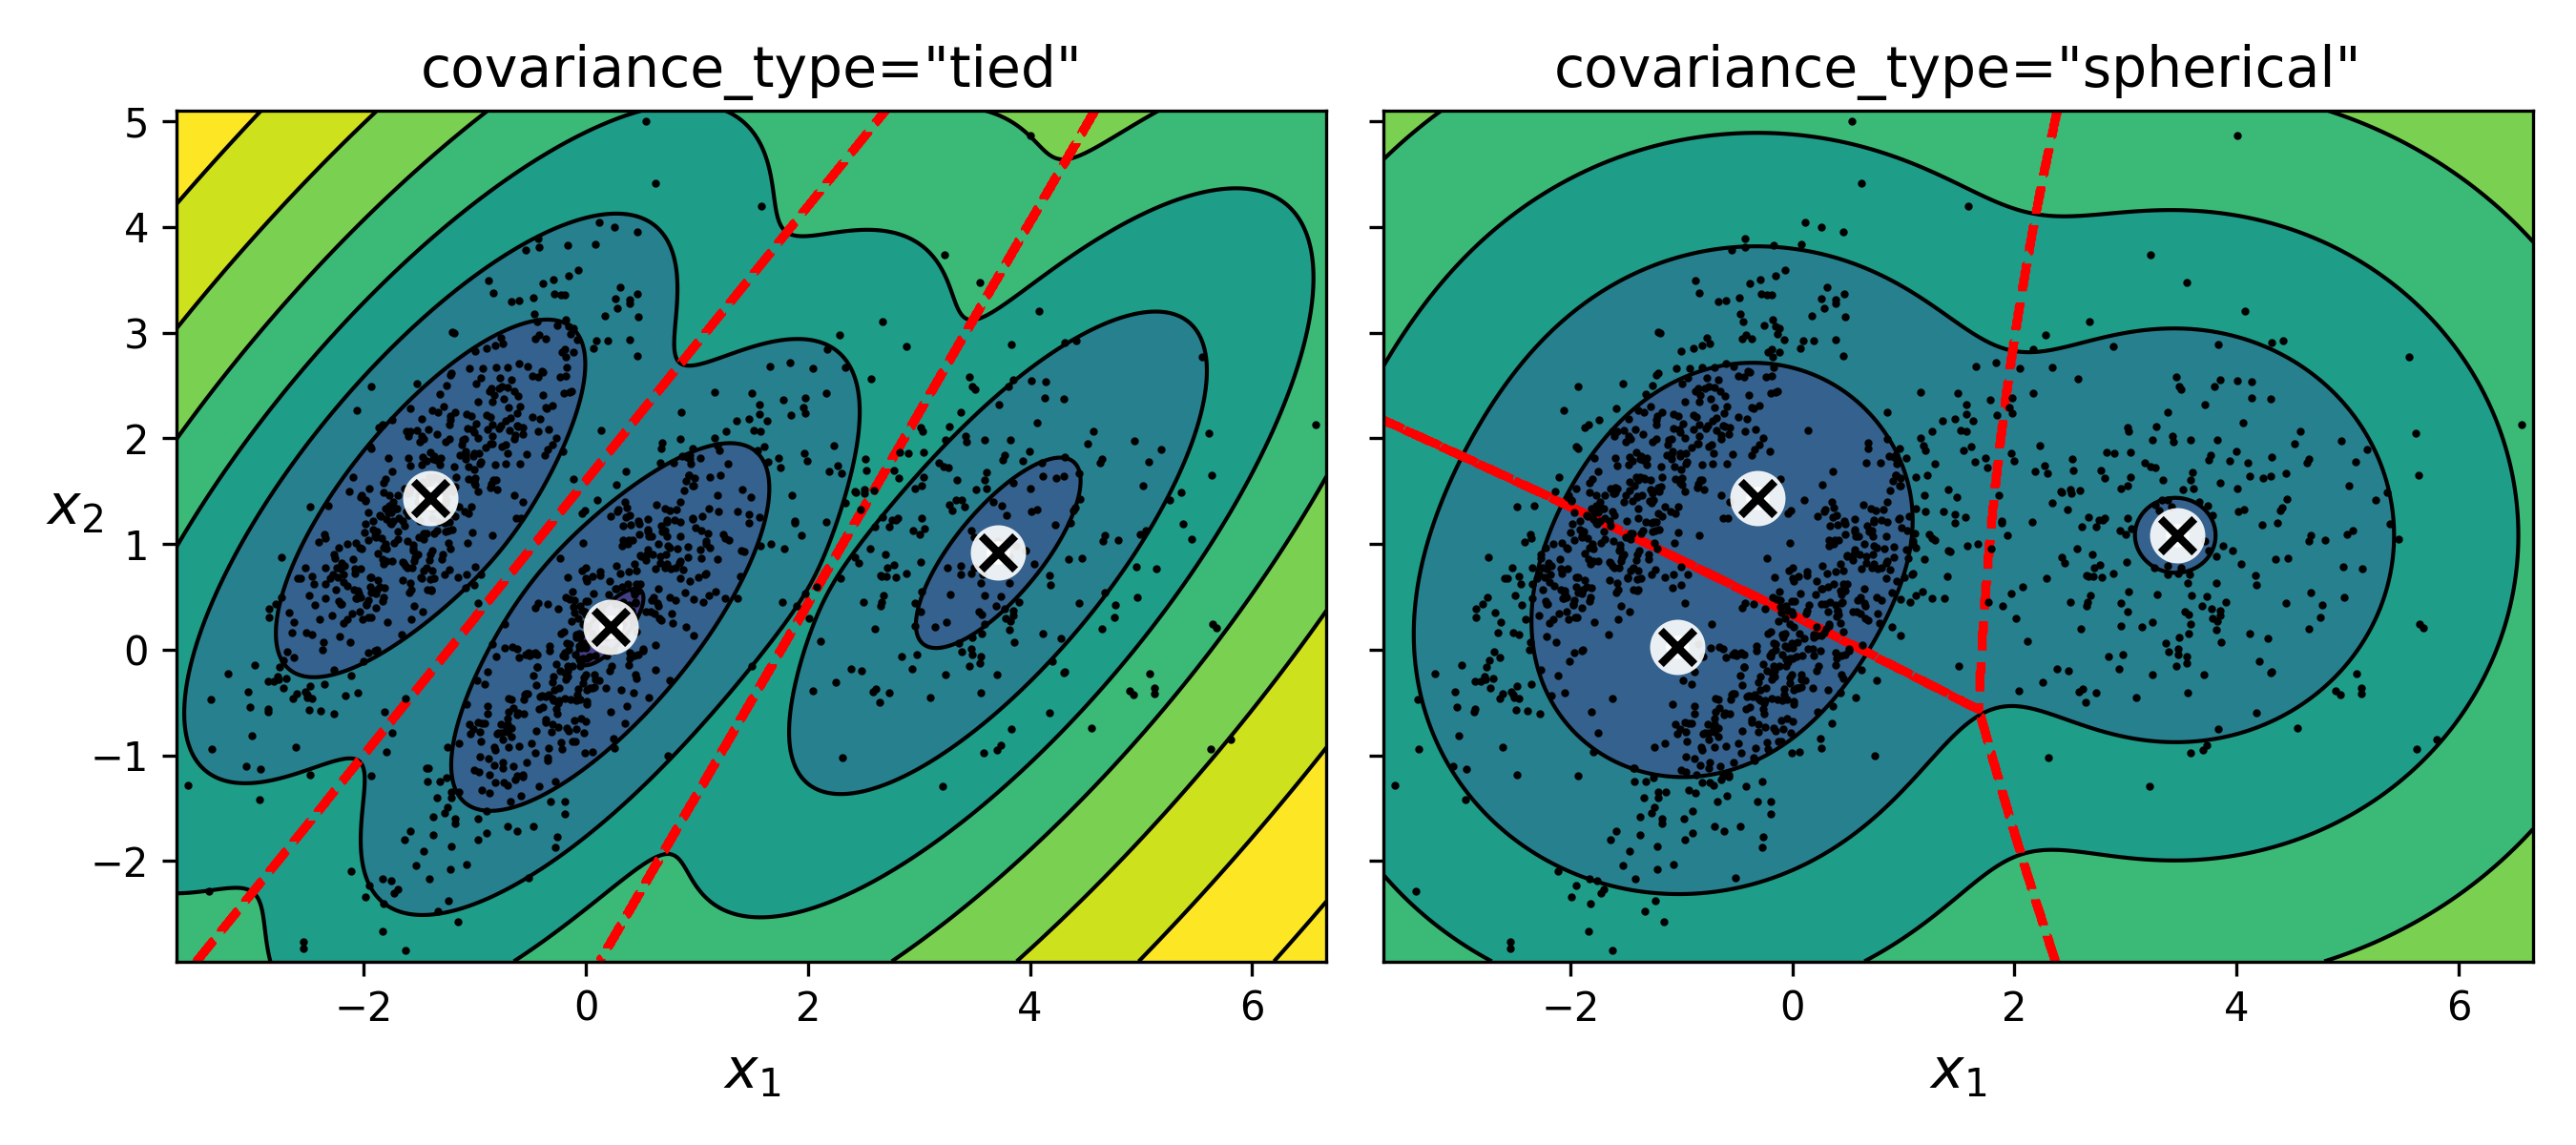 covariance_type="tied"
covariance_type="spherical"
5
4
3
2
1
0
−1
−2
x₂
−2 0 2 4 6
−2 0 2 4 6
x₁
x₁